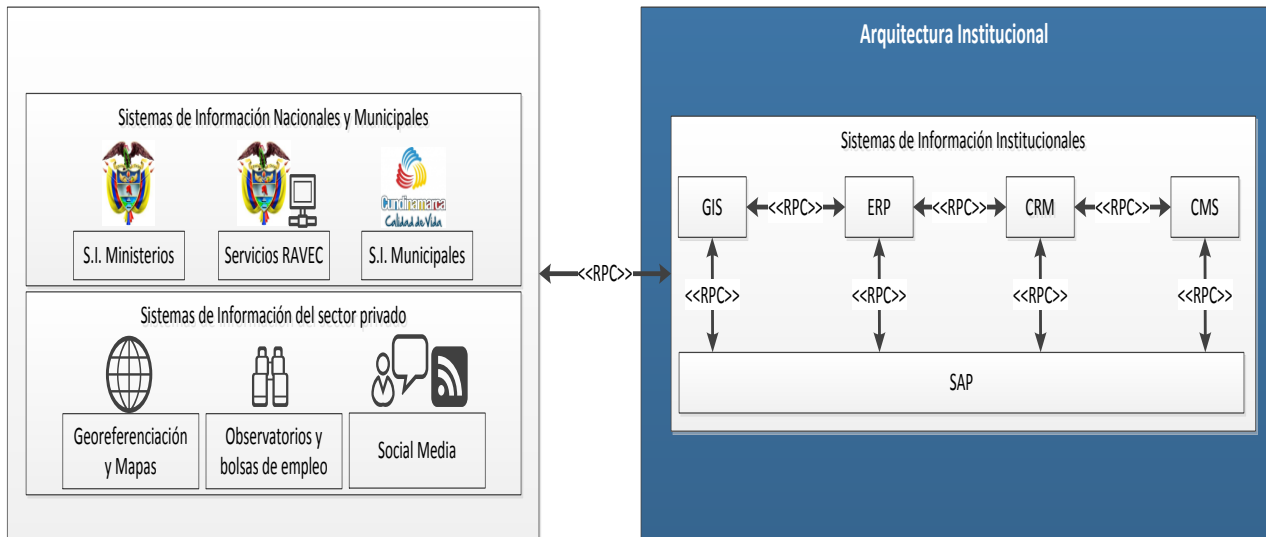 Sistemas de Información Nacionales y Municipales
Cundinamarca
Calidad de Vida
S.I. Ministerios
Servicios RAVEC
S.I. Municipales
Sistemas de Información del sector privado
Georeferenciación
y Mapas
Observatorios y
bolsas de empleo
Social Media
<<RPC>>
Arquitectura Institucional
Sistemas de Información Institucionales
GIS
<<RPC>>
ERP
<<RPC>>
CRM
<<RPC>>
CMS
<<RPC>>
<<RPC>>
<<RPC>>
<<RPC>>
SAP